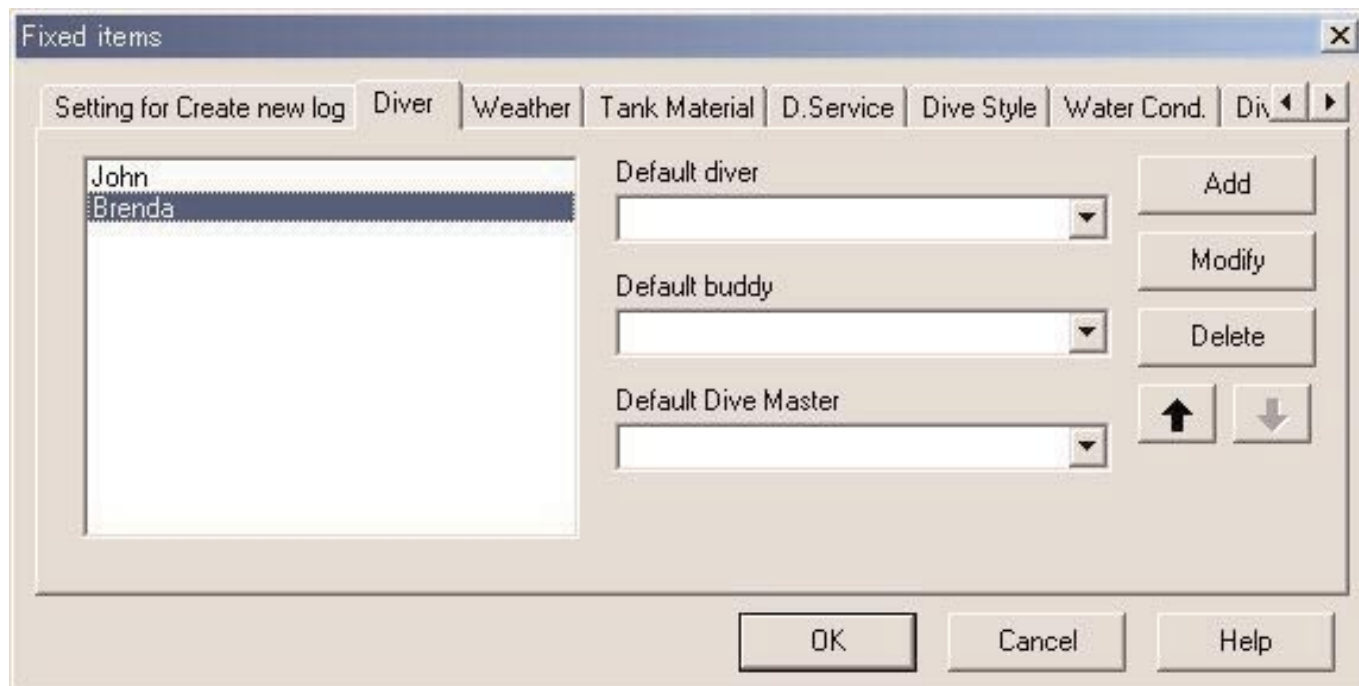 Fixed items
Setting for Create new log Diver Weather Tank Material D.Service Dive Style Water Cond. Div
John
Brenda
Default diver
Default buddy
Default Dive Master
Add
Modify
Delete
OK Cancel Help